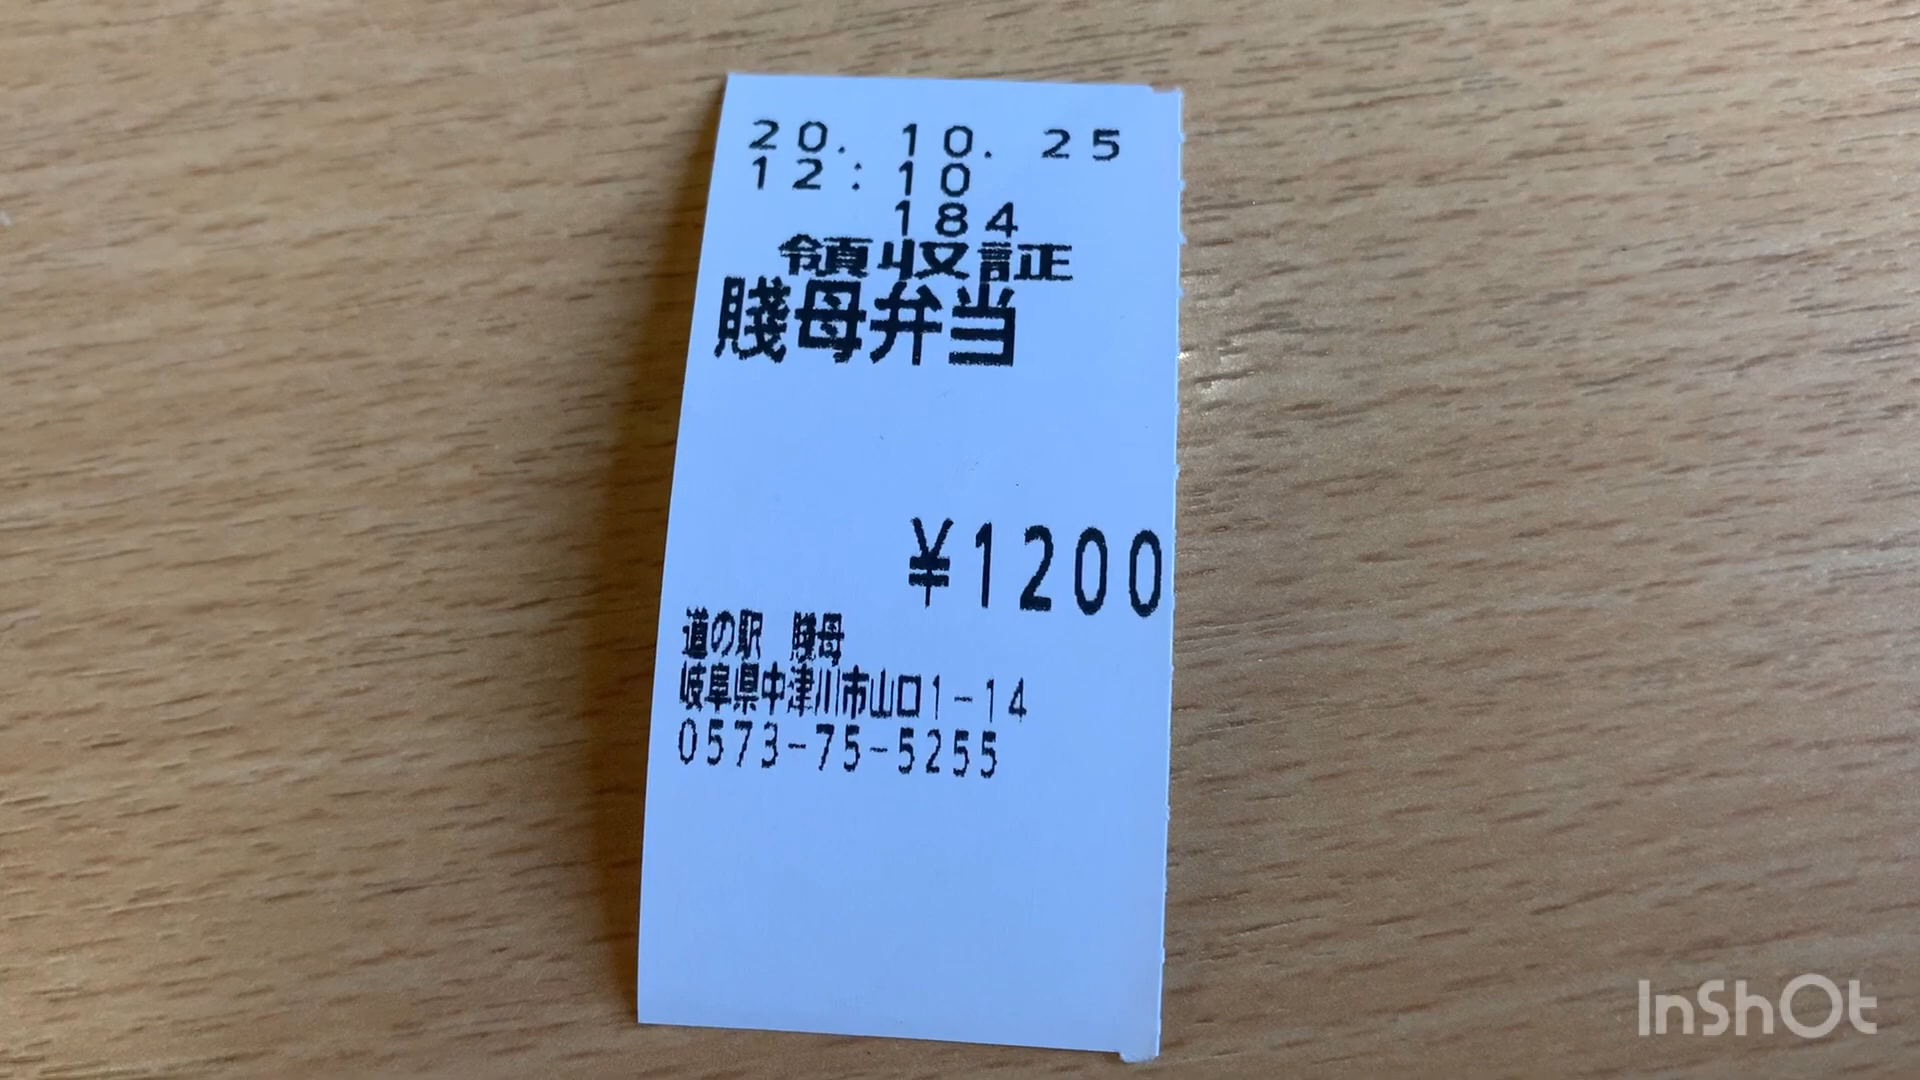 20.10.25
12:10
184
領収証
賤母弁当
¥1200
道の駅 賤母
岐阜県中津川市山口1-14
0573-75-5255
InShOt